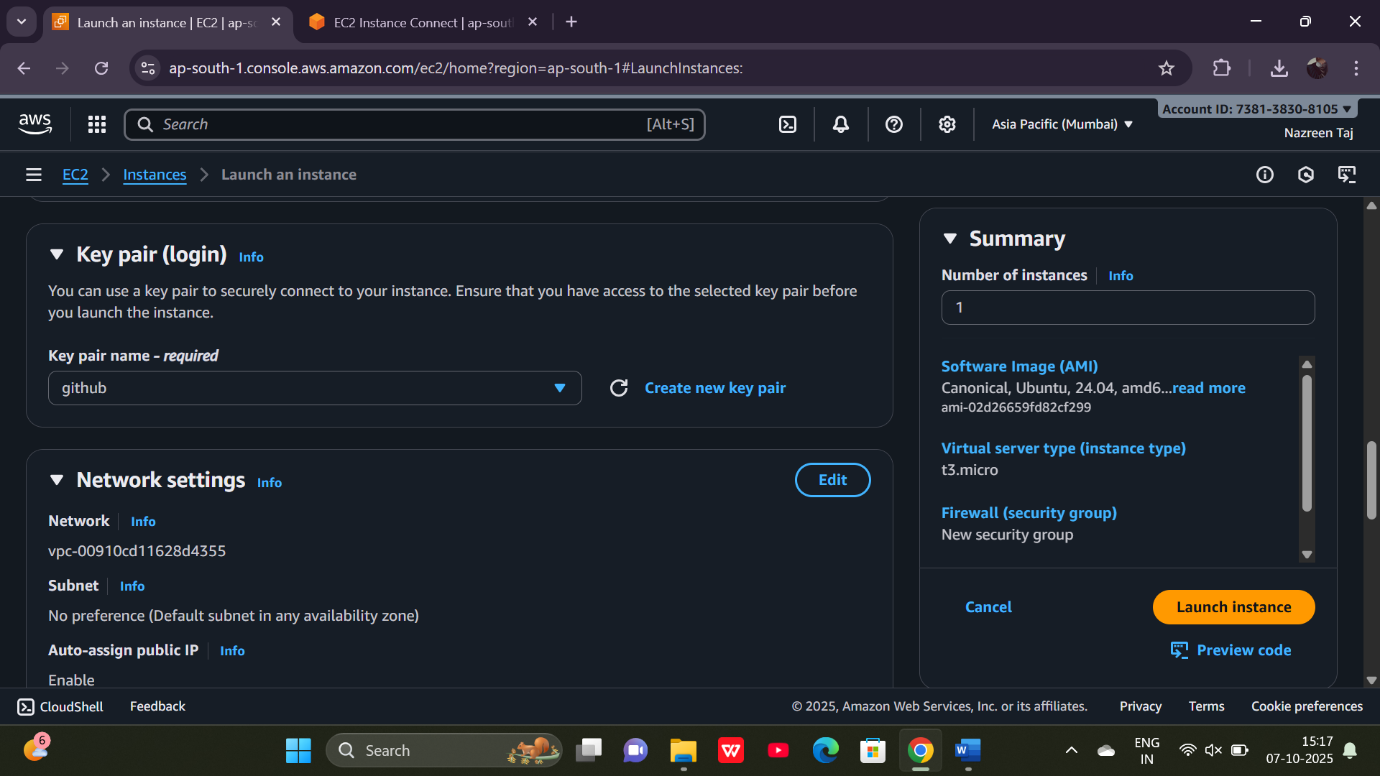 Launch an instance | EC2 | ap-so
EC2 Instance Connect | ap-sout
ap-south-1.console.aws.amazon.com/ec2/home?region=ap-south-1#LaunchInstances:
aws
Search
[Alt+S]
Asia Pacific (Mumbai)
Account ID: 7381-3830-8105
Nazreen Taj
EC2
Instances
Launch an instance
Key pair (login) Info
You can use a key pair to securely connect to your instance. Ensure that you have access to the selected key pair before
you launch the instance.
Key pair name - required
github
Create new key pair
Network settings Info
Edit
Network Info
vpc-00910cd11628d4355
Subnet Info
No preference (Default subnet in any availability zone)
Auto-assign public IP Info
Enable
Summary
Number of instances Info
1
Software Image (AMI)
Canonical, Ubuntu, 24.04, amd6...read more
ami-02d26659fd82cf299
Virtual server type (instance type)
t3.micro
Firewall (security group)
New security group
Cancel
Launch instance
Preview code
CloudShell
Feedback
© 2025, Amazon Web Services, Inc. or its affiliates.
Privacy
Terms
Cookie preferences
6
Search
W
W
ENG
IN
15:17
07-10-2025